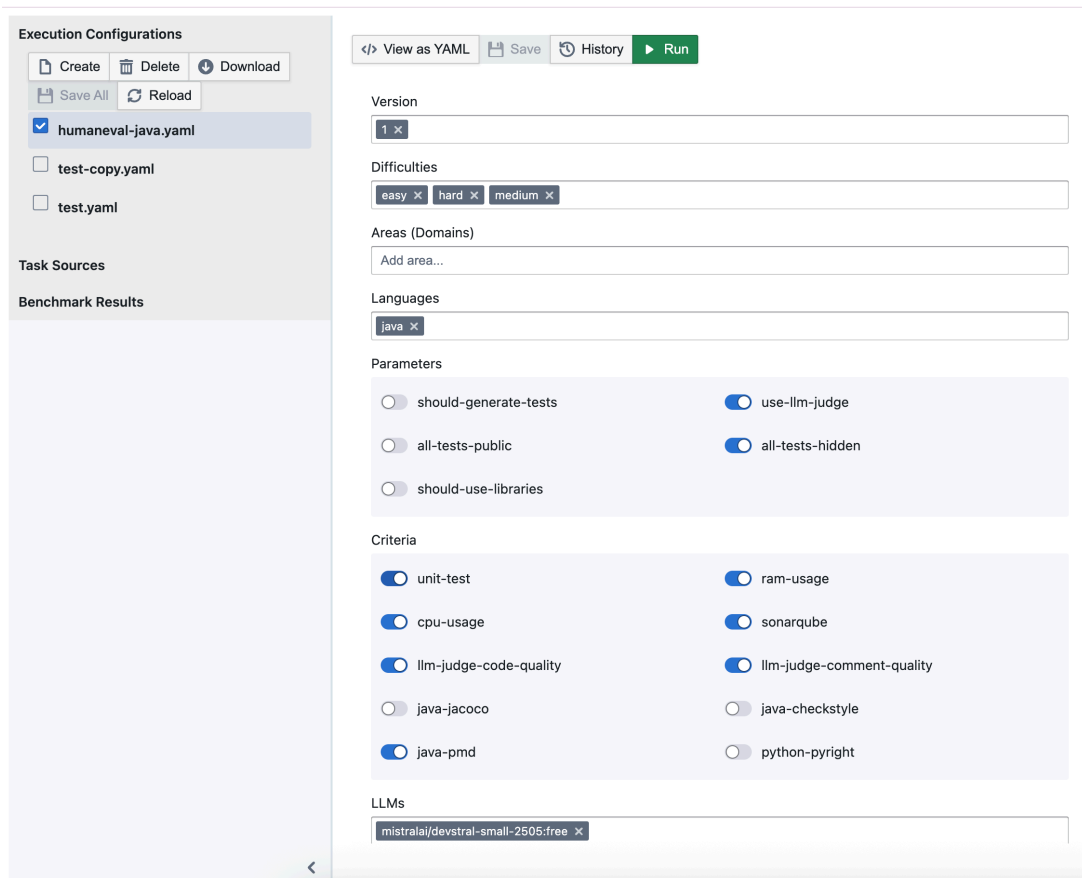 Execution Configurations
Create Delete Download
Save All Reload
humaneval-java.yaml
test-copy.yaml
test.yaml
Task Sources
Benchmark Results
</> View as YAML Save History Run
Version
1 ×
Difficulties
easy × hard × medium ×
Areas (Domains)
Add area...
Languages
java ×
Parameters
should-generate-tests use-llm-judge
all-tests-public all-tests-hidden
should-use-libraries
Criteria
unit-test ram-usage
cpu-usage sonarqube
llm-judge-code-quality llm-judge-comment-quality
java-jacoco java-checkstyle
java-pmd python-pyright
LLMs
mistralai/devstral-small-2505:free ×